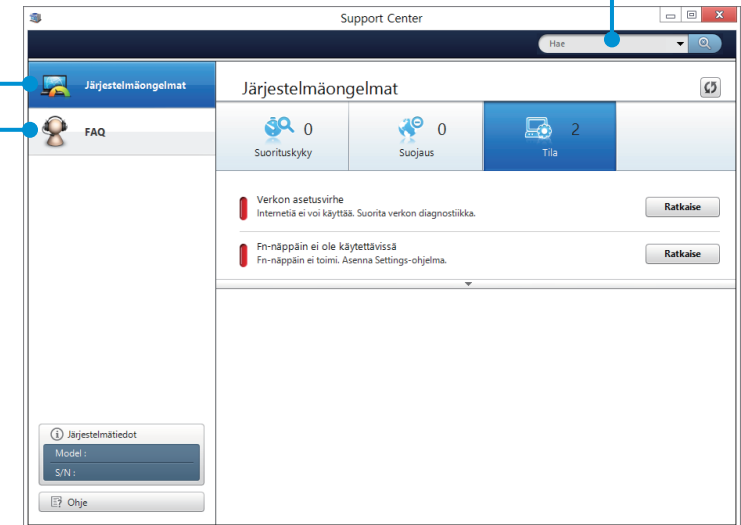 Support Center
Hae
Järjestelmäongelmat
FAQ
Järjestelmäongelmat
0
Suorituskyky
0
Suojaus
2
Tila
Verkon asetusvirhe
Internetiä ei voi käyttää. Suorita verkon diagnostiikka.
Ratkaise
Fn-näppäin ei ole käytettävissä
Fn-näppäin ei toimi. Asenna Settings-ohjelma.
Ratkaise
Järjestelmätiedot
Model :
S/N :
Ohje